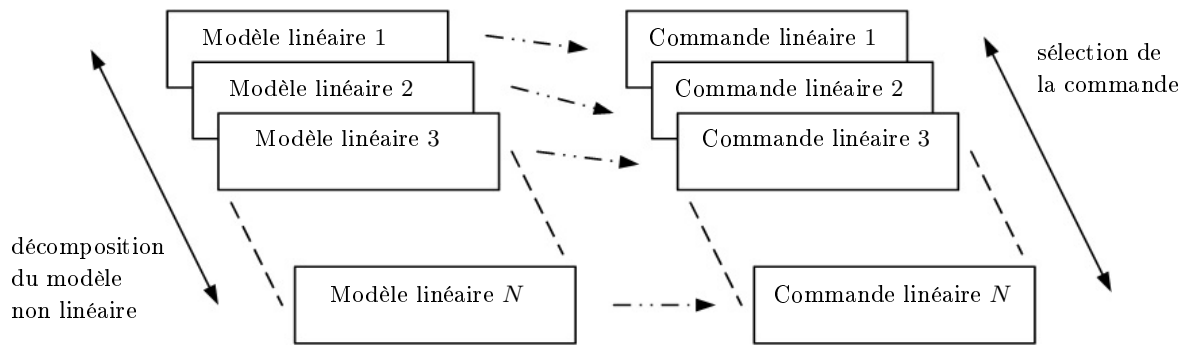 Modèle linéaire 1
Modèle linéaire 2
Modèle linéaire 3
Modèle linéaire N
Commande linéaire 1
Commande linéaire 2
Commande linéaire 3
Commande linéaire N
sélection de
la commande
décomposition
du modèle
non linéaire